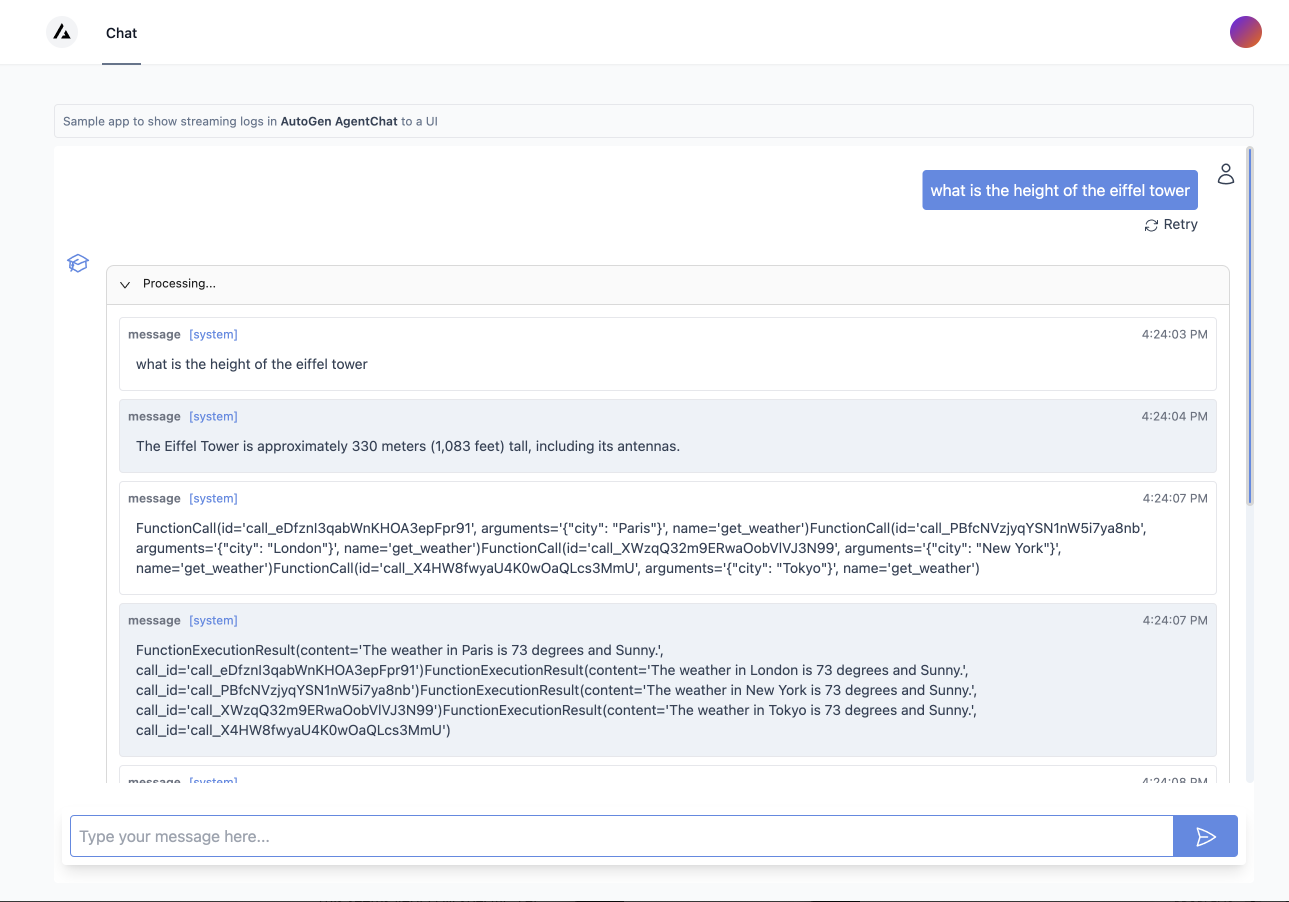 Chat
Sample app to show streaming logs in AutoGen AgentChat to a UI
what is the height of the eiffel tower
Retry
Processing...
message [system] 4:24:03 PM
what is the height of the eiffel tower
message [system] 4:24:04 PM
The Eiffel Tower is approximately 330 meters (1,083 feet) tall, including its antennas.
message [system] 4:24:07 PM
FunctionCall(id='call_eDfznI3qabWnKHOA3epFpr91', arguments='{"city": "Paris"}', name='get_weather')FunctionCall(id='call_PBfcNVzjyqYSN1nW5i7ya8nb',
arguments='{"city": "London"}', name='get_weather')FunctionCall(id='call_XWzqQ32m9ERwaOobVlVJ3N99', arguments='{"city": "New York"}',
name='get_weather')FunctionCall(id='call_X4HW8fwyaU4K0wOaQLcs3MmU', arguments='{"city": "Tokyo"}', name='get_weather')
message [system] 4:24:07 PM
FunctionExecutionResult(content='The weather in Paris is 73 degrees and Sunny.',
call_id='call_eDfznI3qabWnKHOA3epFpr91')FunctionExecutionResult(content='The weather in London is 73 degrees and Sunny.',
call_id='call_PBfcNVzjyqYSN1nW5i7ya8nb')FunctionExecutionResult(content='The weather in New York is 73 degrees and Sunny.',
call_id='call_XWzqQ32m9ERwaOobVlVJ3N99')FunctionExecutionResult(content='The weather in Tokyo is 73 degrees and Sunny.',
call_id='call_X4HW8fwyaU4K0wOaQLcs3MmU')
message [system] 4:24:08 PM
Type your message here...